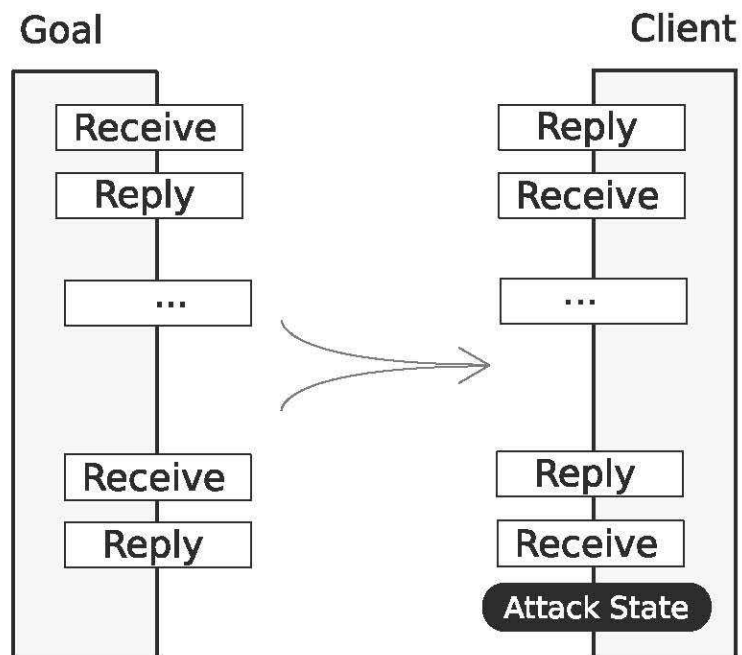 Goal
Client
Receive
Reply
Reply
Receive
...
...
Receive
Reply
Reply
Receive
Attack State